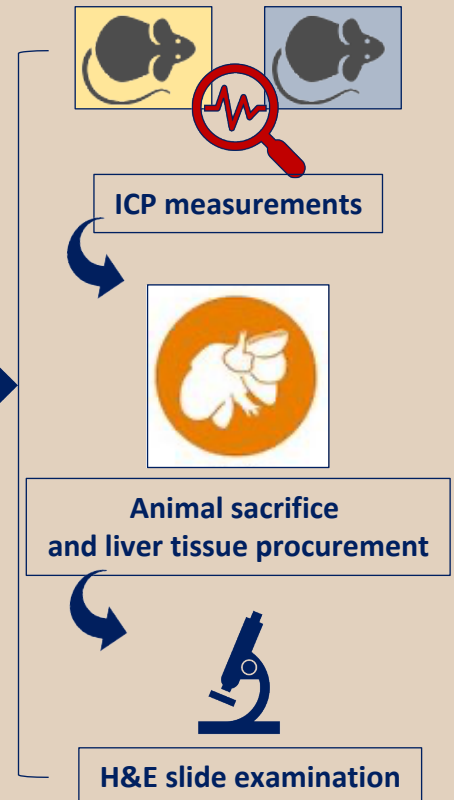 ICP measurements
Animal sacrifice
and liver tissue procurement
H&E slide examination